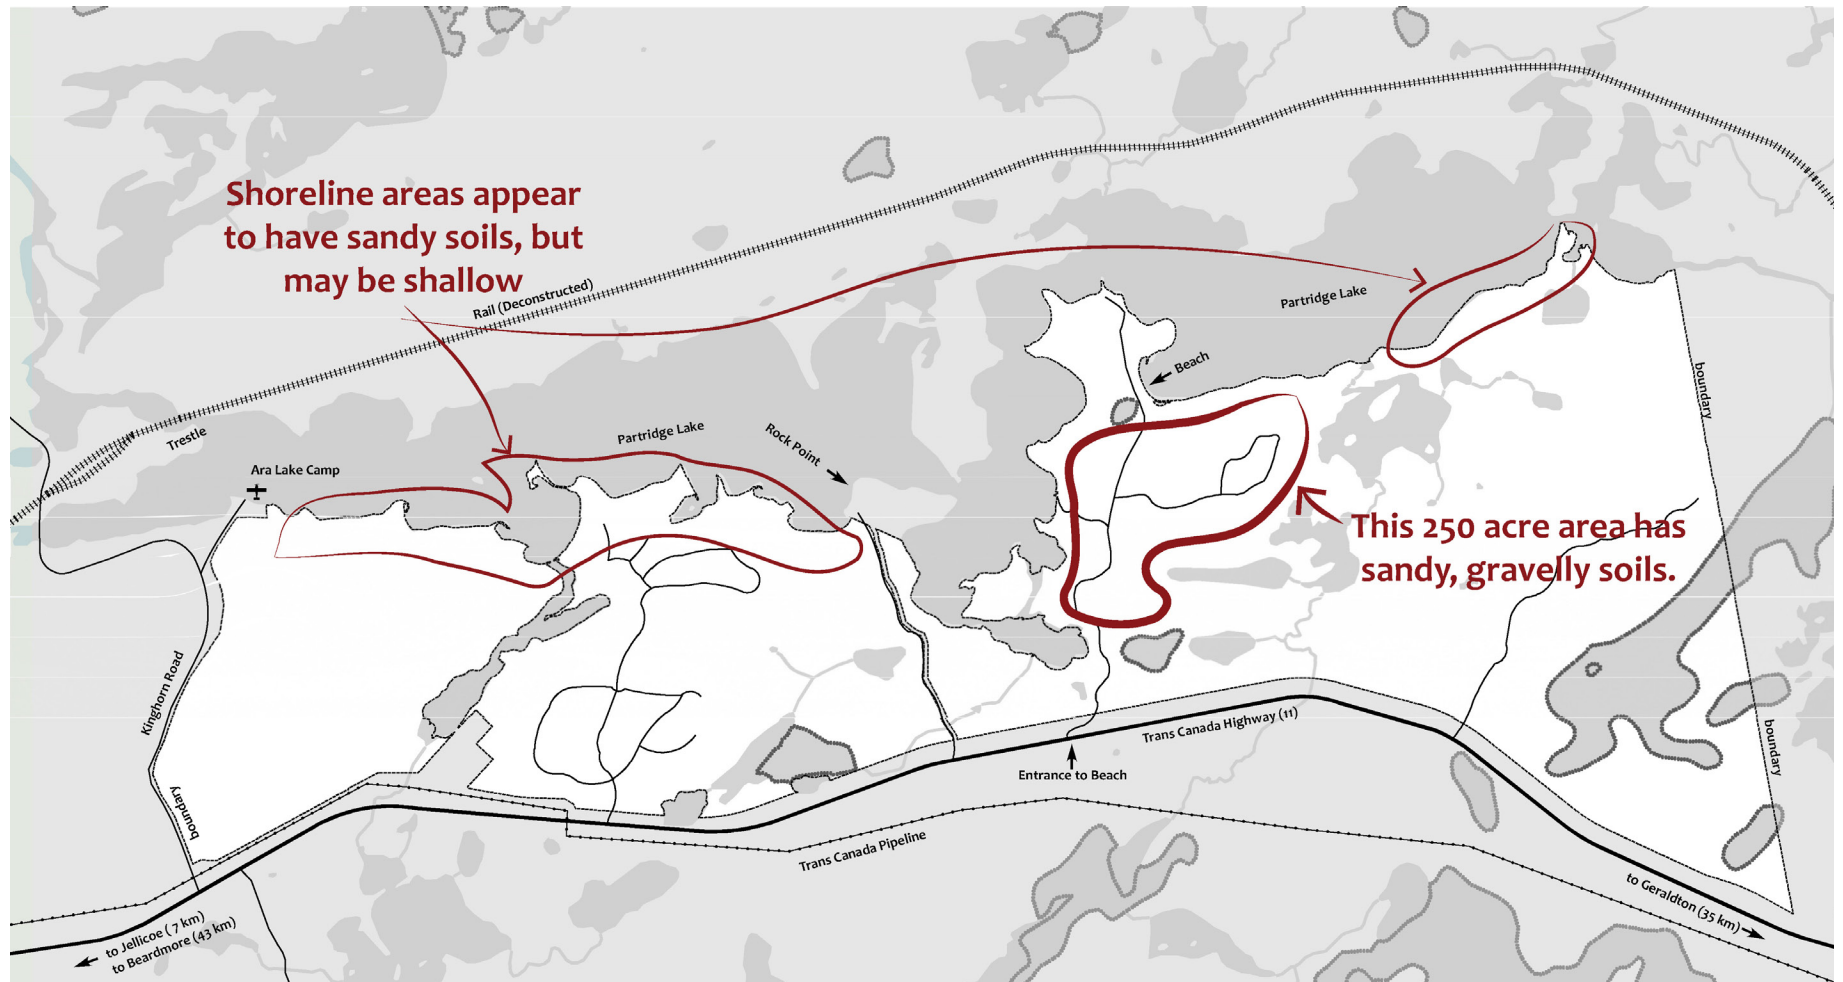 Shoreline areas appear
to have sandy soils, but
may be shallow
Rail (Deconstructed)
Partridge Lake
Beach
boundary
Trestle
Partridge Lake
Rock Point
Ara Lake Camp
This 250 acre area has
sandy, gravelly soils.
Kinghorn Road
boundary
Trans Canada Highway (11)
boundary
Entrance to Beach
Trans Canada Pipeline
to Jellicoe ( 7 km)
to Beardmore (43 km)
to Geraldton (35 km)